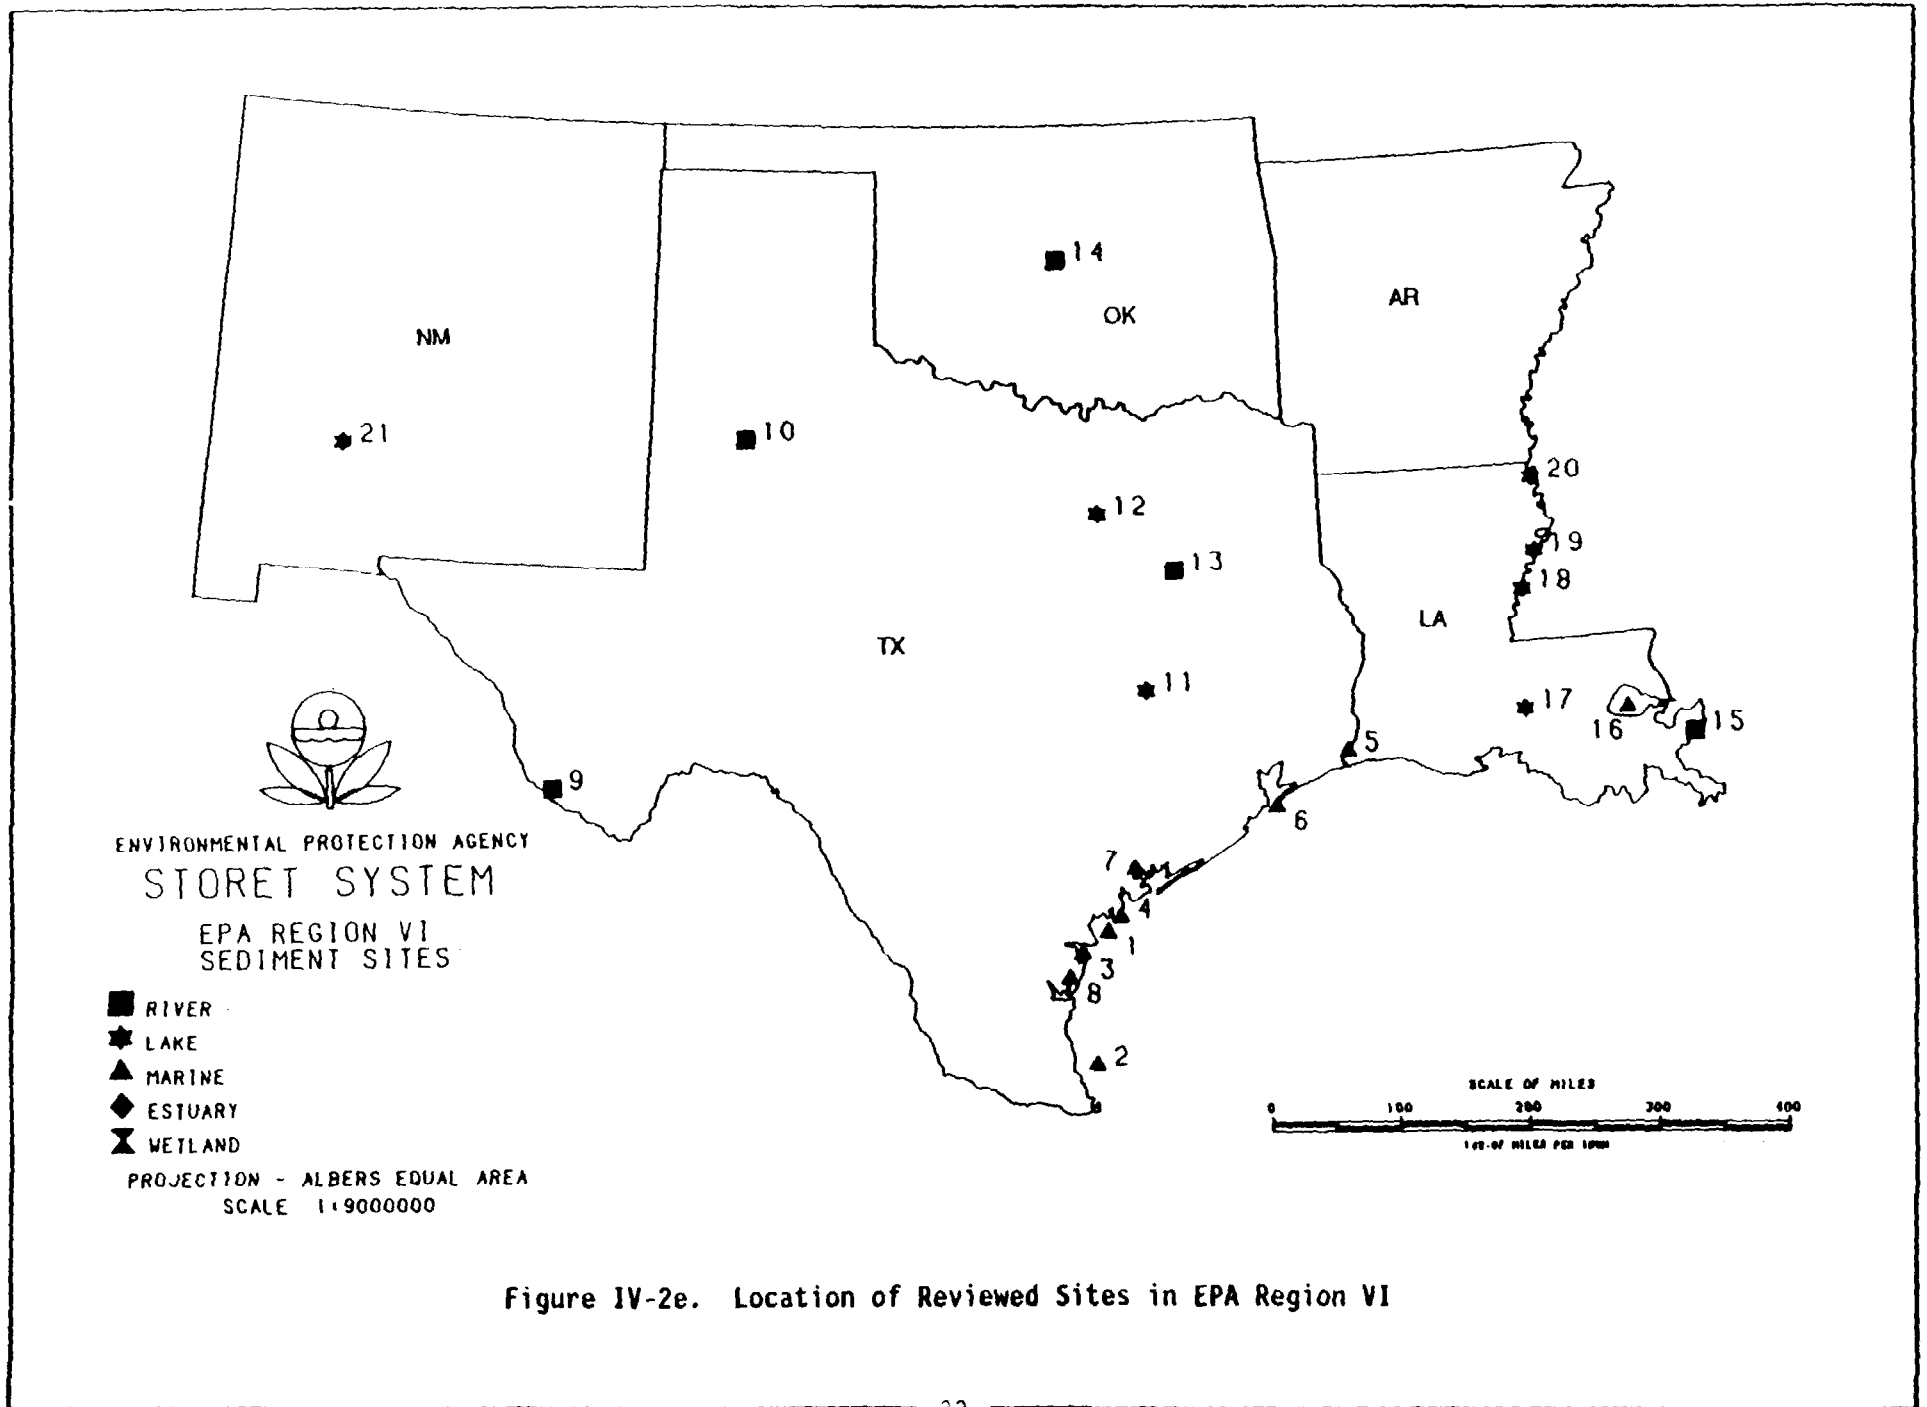 14
OK
AR
NM
21
10
20
12
19
13
18
LA
TX
11
17
16
15
5
9
6
7
4
1
3
8
2
ENVIRONMENTAL PROTECTION AGENCY
STORET SYSTEM
EPA REGION VI
SEDIMENT SITES
RIVER
LAKE
MARINE
ESTUARY
WETLAND
PROJECTION - ALBERS EQUAL AREA
SCALE 1:9000000
SCALE OF MILES
0 100 200 300 400
MILES PER
Figure IV-2e. Location of Reviewed Sites in EPA Region VI